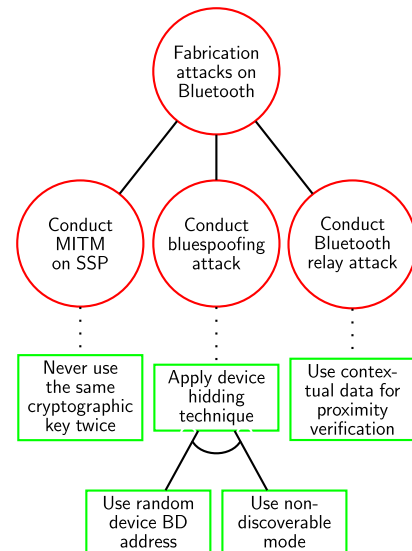 Fabrication
attacks on
Bluetooth
Conduct
MITM
on SSP
Conduct
bluespoofing
attack
Conduct
Bluetooth
relay attack
Never use
the same
cryptographic
key twice
Apply device
hidding
technique
Use contex-
tual data for
proximity
verification
Use random
device BD
address
Use non-
discoverable
mode